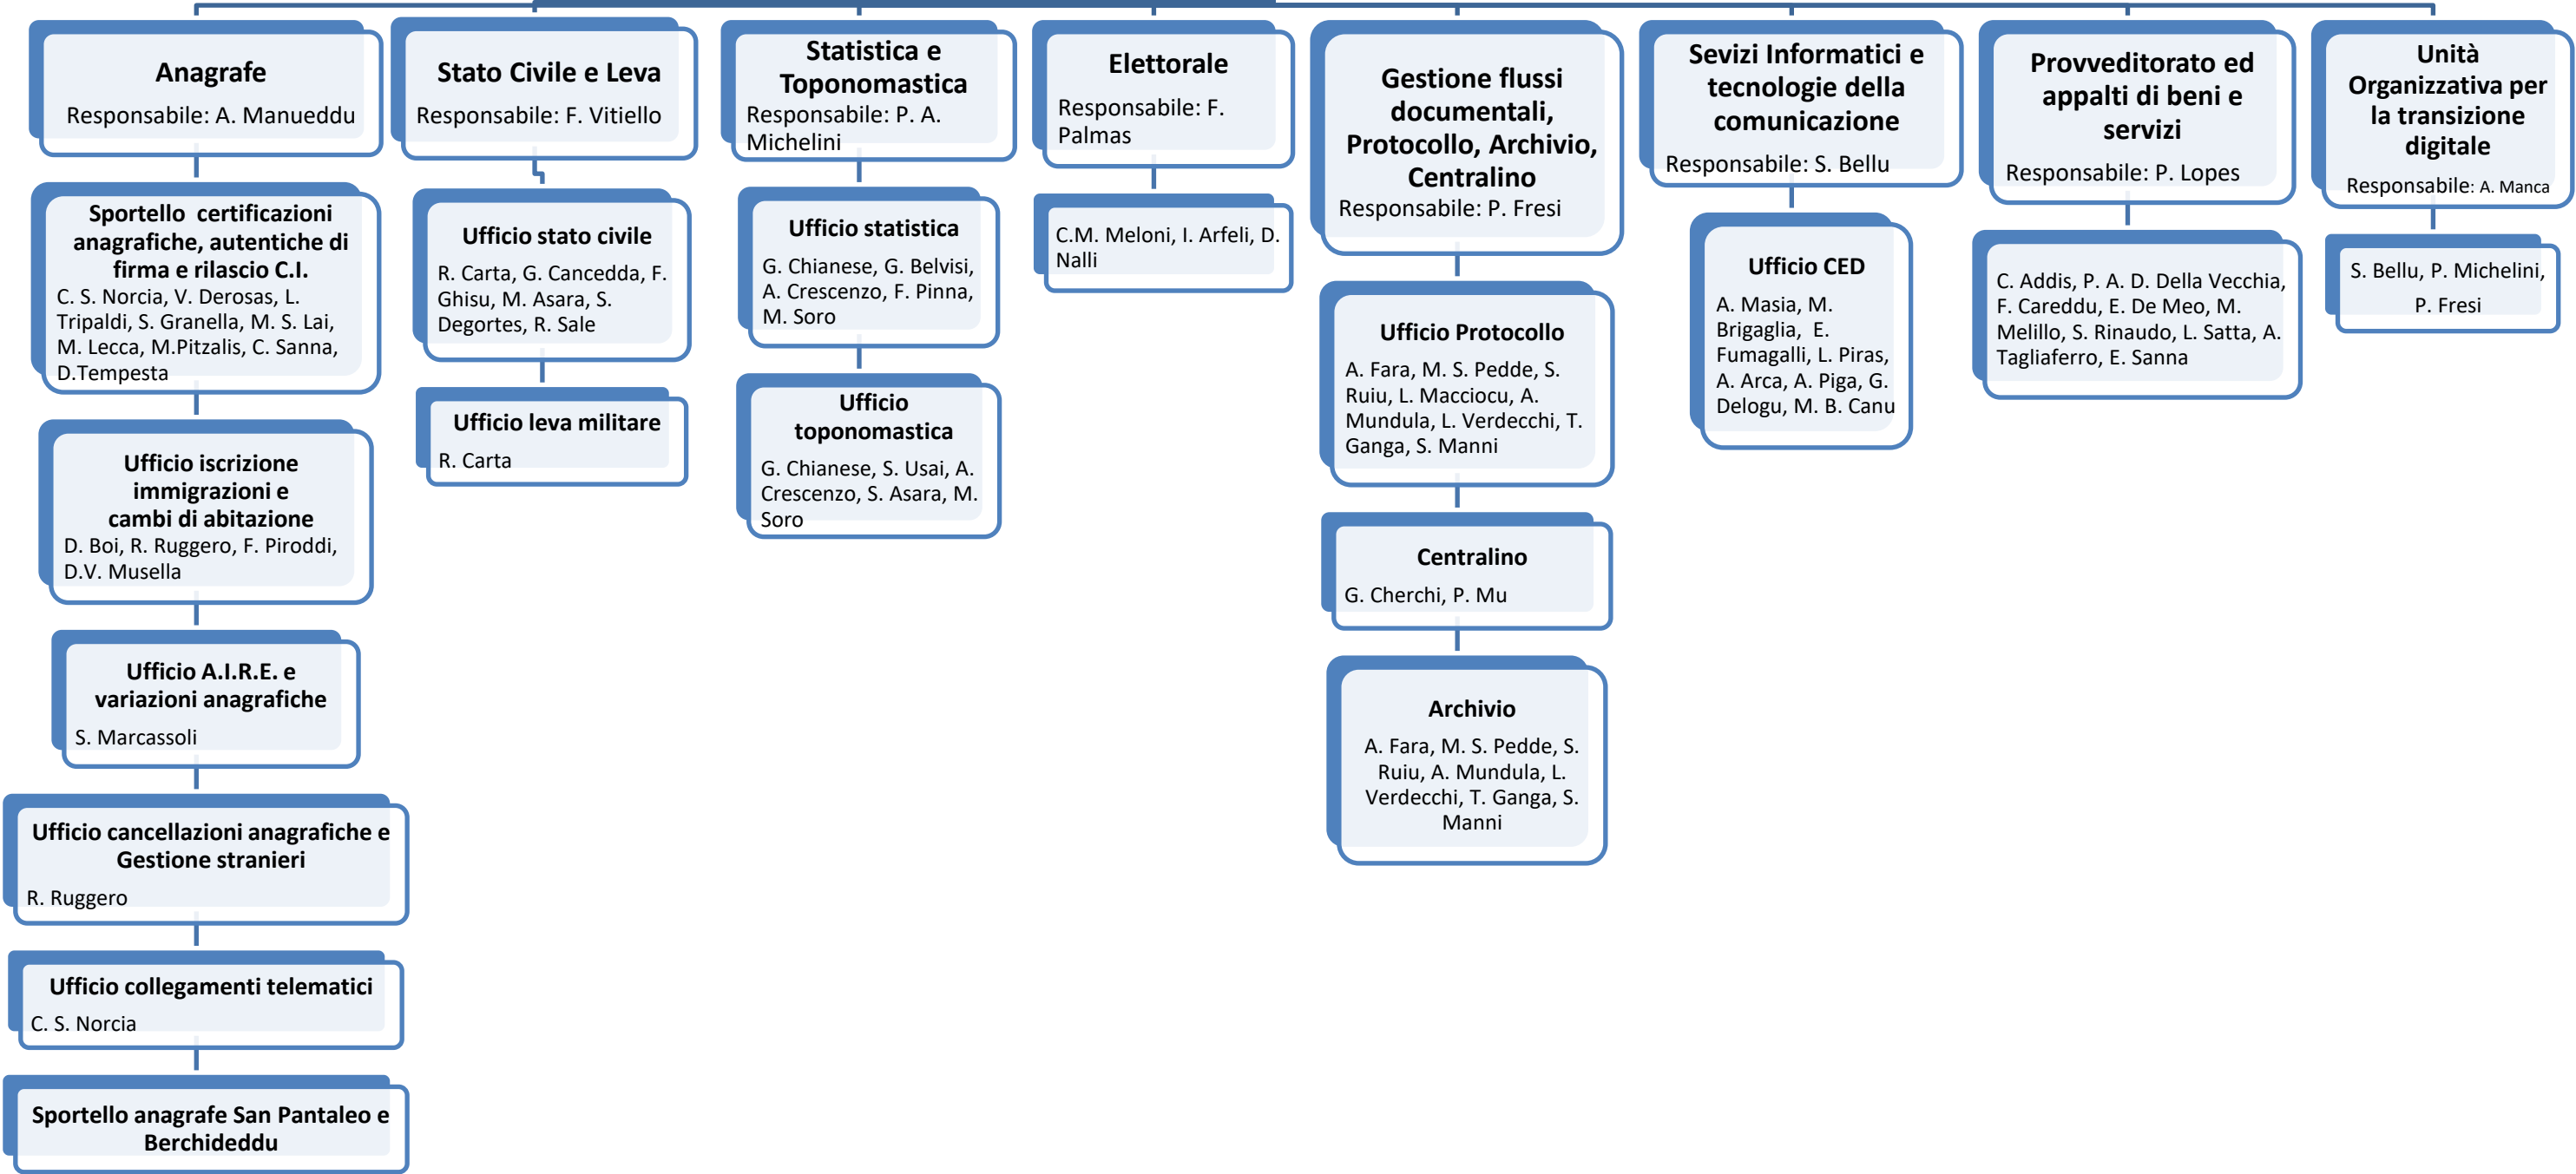 Anagrafe
Responsabile: A. Manueddu
Sportello certificazioni
anagrafiche, autentiche di
firma e rilascio C.I.
C. S. Norcia, V. Derosas, L.
Tripaldi, S. Granella, M. S. Lai,
M. Lecca, M.Pitzalis, C. Sanna,
D.Tempesta
Ufficio iscrizione
immigrazioni e
cambi di abitazione
D. Boi, R. Ruggero, F. Piroddi,
D.V. Musella
Ufficio A.I.R.E. e
variazioni anagrafiche
S. Marcassoli
Ufficio cancellazioni anagrafiche e
Gestione stranieri
R. Ruggero
Ufficio collegamenti telematici
C. S. Norcia
Sportello anagrafe San Pantaleo e
Berchideddu
Stato Civile e Leva
Responsabile: F. Vitiello
Ufficio stato civile
R. Carta, G. Cancedda, F.
Ghisu, M. Asara, S.
Degortes, R. Sale
Ufficio leva militare
R. Carta
Statistica e
Toponomastica
Responsabile: P. A.
Michelini
Ufficio statistica
G. Chianese, G. Belvisi,
A. Crescenzo, F. Pinna,
M. Soro
Ufficio
toponomastica
G. Chianese, S. Usai, A.
Crescenzo, S. Asara, M.
Soro
Elettorale
Responsabile: F.
Palmas
C.M. Meloni, I. Arfeli, D.
Nalli
Gestione flussi
documentali,
Protocollo, Archivio,
Centralino
Responsabile: P. Fresi
Ufficio Protocollo
A. Fara, M. S. Pedde, S.
Ruiu, L. Macciocu, A.
Mundula, L. Verdecchi, T.
Ganga, S. Manni
Centralino
G. Cherchi, P. Mu
Archivio
A. Fara, M. S. Pedde, S.
Ruiu, A. Mundula, L.
Verdecchi, T. Ganga, S.
Manni
Sevizi Informatici e
tecnologie della
comunicazione
Responsabile: S. Bellu
Ufficio CED
A. Masia, M.
Brigaglia, E.
Fumagalli, L. Piras,
A. Arca, A. Piga, G.
Delogu, M. B. Canu
Provveditorato ed
appalti di beni e
servizi
Responsabile: P. Lopes
C. Addis, P. A. D. Della Vecchia,
F. Careddu, E. De Meo, M.
Melillo, S. Rinaudo, L. Satta, A.
Tagliaferro, E. Sanna
Unità
Organizzativa per
la transizione
digitale
Responsabile: A. Manca
S. Bellu, P. Michelini,
P. Fresi